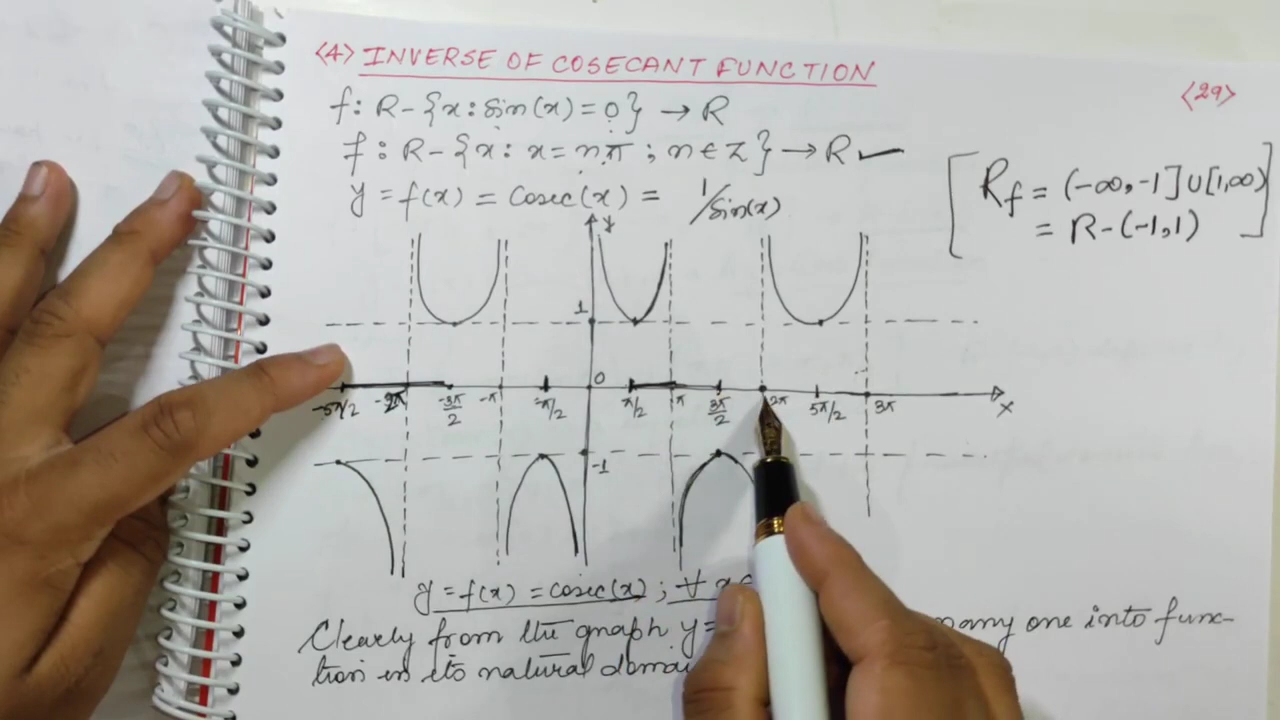 <4> INVERSE OF COSECANT FUNCTION
<29>
f: R-{x: sin(x)=0} → R
f: R-{x: x=nπ ; n∈Z} → R ✓
y = f(x) = cosec(x) = 1/sin(x)
R_f = (-∞,-1]∪[1,∞)
= R-(-1,1)
y
1
0
-5π/2 -2π -3π/2 -π -π/2 π/2 π 3π/2 2π 5π/2 3π x
-1
y = f(x) = cosec(x) ; ∀ x
Clearly from the graph y= many one into func-
tion in its natural